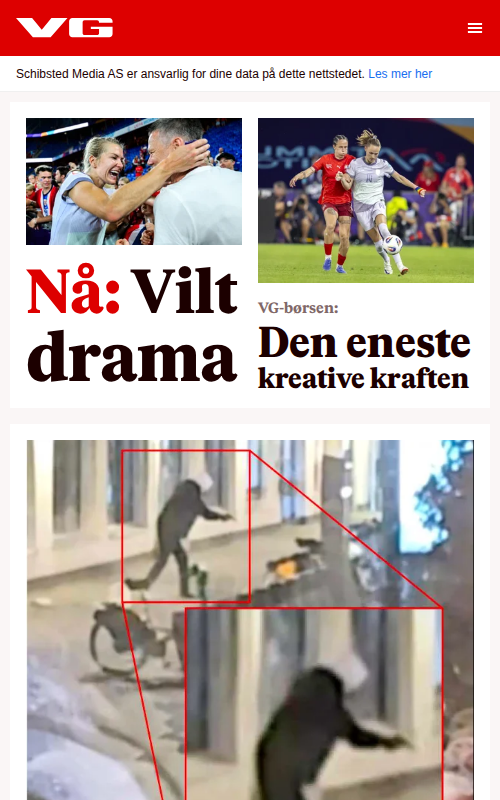 VG
Schibsted Media AS er ansvarlig for dine data på dette nettstedet. Les mer her
Nå: Vilt
drama
VG-børsen:
Den eneste
kreative kraften